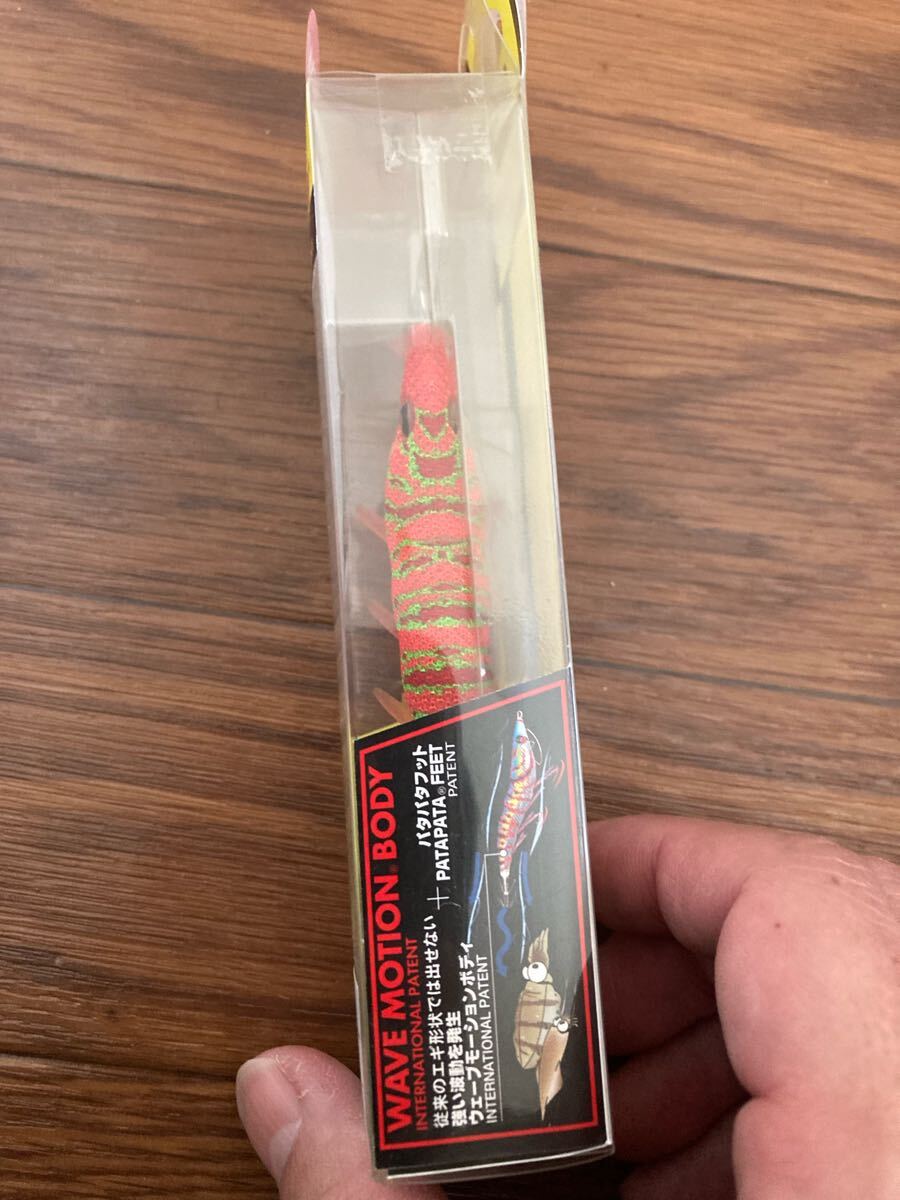 WAVE MOTION® BODY
INTERNATIONAL PATENT
従来のエギ形状では出せない
強い波動を発生
ウェーブモーションボディ
INTERNATIONAL PATENT
+
パタパタフット
PATAPATA®FEET
PATENT